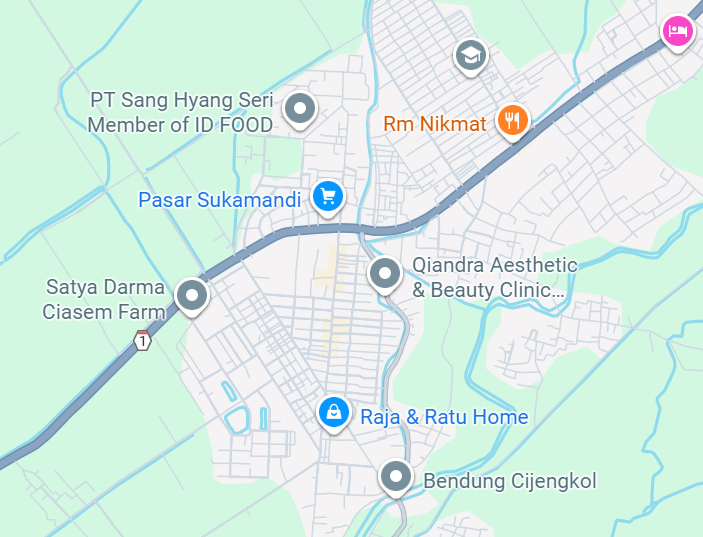 PT Sang Hyang Seri
Member of ID FOOD
Rm Nikmat
Pasar Sukamandi
Qiandra Aesthetic
& Beauty Clinic...
Satya Darma
Ciasem Farm
1
Raja & Ratu Home
Bendung Cijengkol